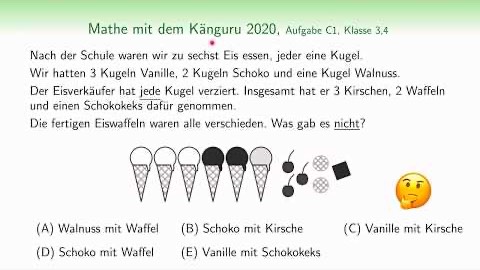 Mathe mit dem Känguru 2020, Aufgabe C1, Klasse 3,4
Nach der Schule waren wir zu sechst Eis essen, jeder eine Kugel.
Wir hatten 3 Kugeln Vanille, 2 Kugeln Schoko und eine Kugel Walnuss.
Der Eisverkäufer hat jede Kugel verziert. Insgesamt hat er 3 Kirschen, 2 Waffeln
und einen Schokokeks dafür genommen.
Die fertigen Eiswaffeln waren alle verschieden. Was gab es nicht?
(A) Walnuss mit Waffel (B) Schoko mit Kirsche (C) Vanille mit Kirsche
(D) Schoko mit Waffel (E) Vanille mit Schokokeks